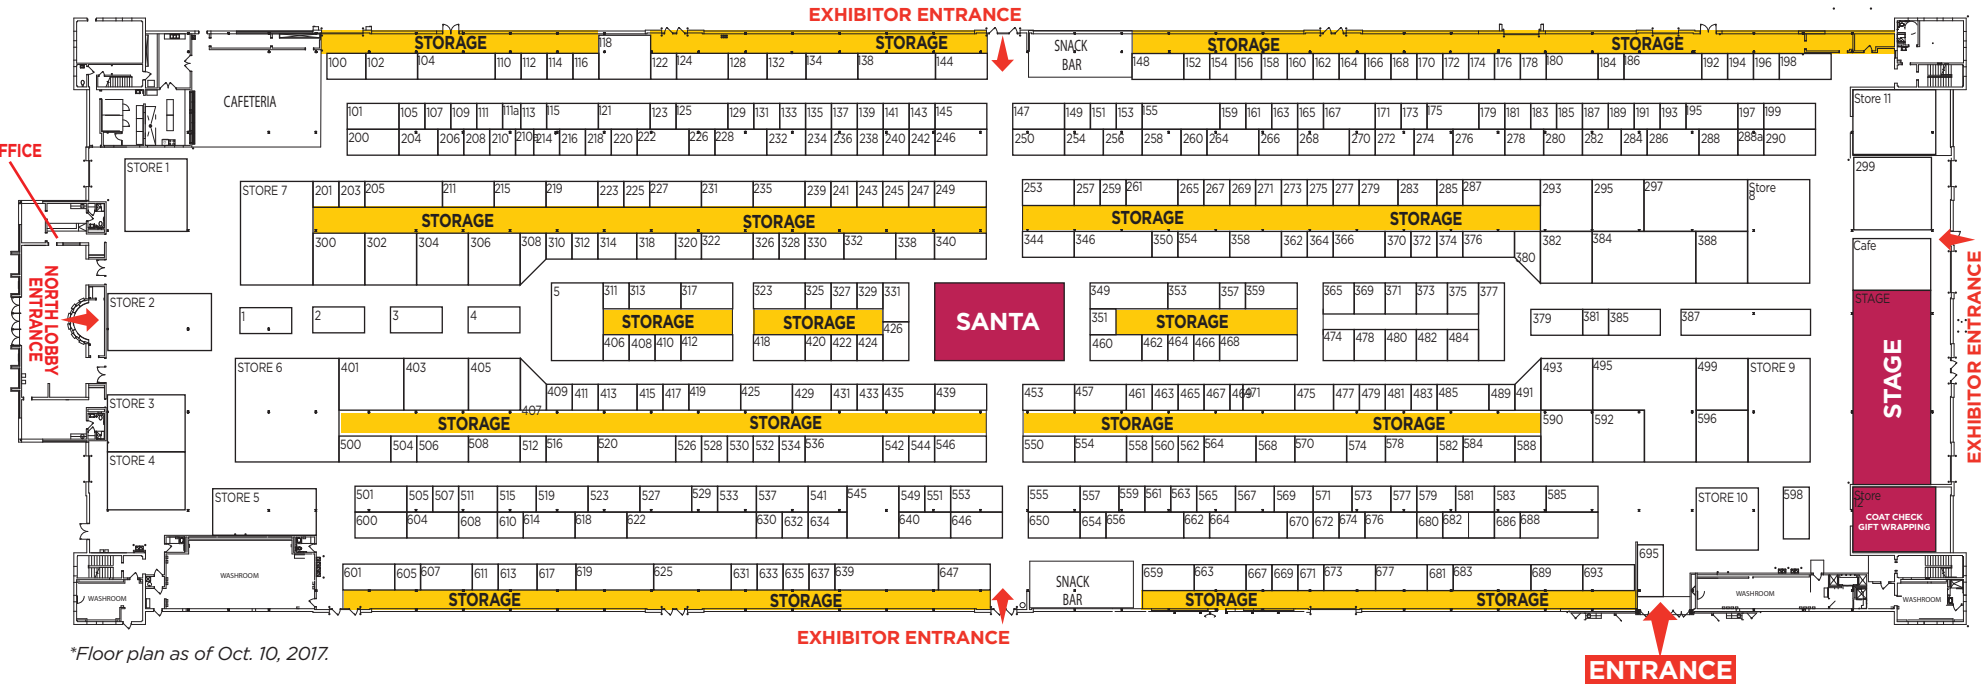 EXHIBITOR ENTRANCE
STORAGE
118
STORAGE
SNACK
BAR
STORAGE
STORAGE
100 102 104 110 112 114 116 122 124 128 132 134 138 144 148 152 154 156 158 160 162 164 166 168 170 172 174 176 178 180 184 186 192 194 196 198
CAFETERIA
Store 11
101 105 107 109 111 111a 113 115 121 123 125 129 131 133 135 137 139 141 143 145 147 149 151 153 155 159 161 163 165 167 171 173 175 179 181 183 185 187 189 191 193 195 197 199
200 204 206 208 210 210a 214 216 218 220 222 226 228 232 234 236 238 240 242 246 250 254 256 258 260 264 266 268 270 272 274 276 278 280 282 284 286 288 288a 290
FFICE
STORE 1
299
STORE 7 201 203 205 211 215 219 223 225 227 231 235 239 241 243 245 247 249 253 257 259 261 265 267 269 271 273 275 277 279 283 285 287 293 295 297 Store
8
STORAGE STORAGE STORAGE STORAGE
300 302 304 306 308 310 312 314 318 320 322 326 328 330 332 338 340 344 346 350 354 358 362 364 366 370 372 374 376 380 382 384 388
Cafe
EXHIBITOR ENTRANCE
NORTH LOBBY
ENTRANCE
STORE 2
1 2 3 4
5 311 313 317 323 325 327 329 331 349 353 357 359 365 369 371 373 375 377
STAGE
STORAGE STORAGE 426 SANTA 351 STORAGE 379 381 385 387
406 408 410 412 418 420 422 424 460 462 464 466 468 474 478 480 482 484
STAGE
STORE 6 401 403 405 493 495 499 STORE 9
STORE 3
407 409 411 413 415 417 419 425 429 431 433 435 439 453 457 461 463 465 467 469 471 475 477 479 481 483 485 489 491
STORAGE STORAGE STORAGE STORAGE
500 504 506 508 512 516 520 526 528 530 532 534 536 542 544 546 550 554 558 560 562 564 568 570 574 578 582 584 588 590 592 596
STORE 4
STORE 5
501 505 507 511 515 519 523 527 529 533 537 541 545 549 551 553 555 557 559 561 563 565 567 569 571 573 577 579 581 583 585 STORE 10 598
Store
12
600 604 608 610 614 618 622 630 632 634 640 646 650 654 656 662 664 670 672 674 676 680 682 686 688
COAT CHECK
GIFT WRAPPING
695
WASHROOM
601 605 607 611 613 617 619 625 631 633 635 637 639 647
SNACK
BAR
659 663 667 669 671 673 677 681 683 689 693
WASHROOM
STORAGE STORAGE STORAGE STORAGE
WASHROOM
WASHROOM
EXHIBITOR ENTRANCE
*Floor plan as of Oct. 10, 2017.
ENTRANCE